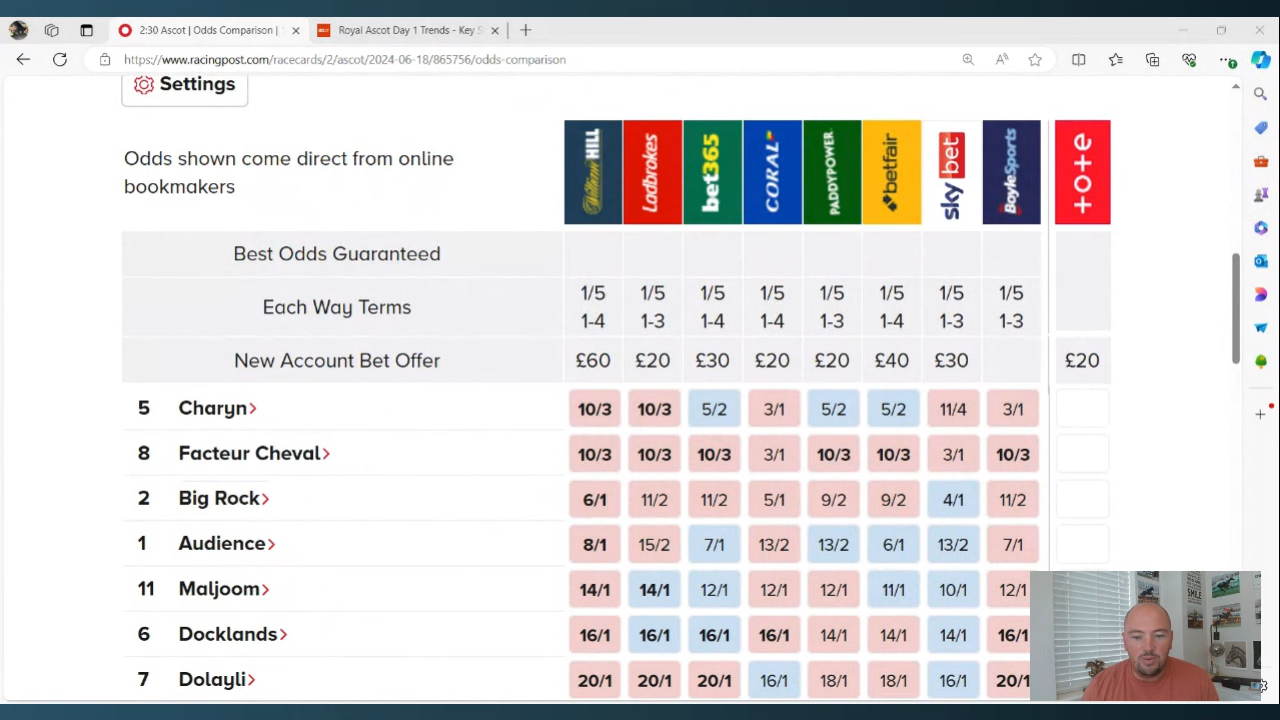 2:30 Ascot | Odds Comparison |
Royal Ascot Day 1 Trends - Key S
https://www.racingpost.com/racecards/2/ascot/2024-06-18/865756/odds-comparison
Settings
Odds shown come direct from online
bookmakers
William HILL Ladbrokes bet365 CORAL PADDYPOWER betfair sky bet BoyleSports tote
Best Odds Guaranteed
Each Way Terms 1/5 1/5 1/5 1/5 1/5 1/5 1/5 1/5
1-4 1-3 1-4 1-4 1-3 1-4 1-3 1-3
New Account Bet Offer £60 £20 £30 £20 £20 £40 £30 £20
5 Charyn 10/3 10/3 5/2 3/1 5/2 5/2 11/4 3/1
8 Facteur Cheval 10/3 10/3 10/3 3/1 10/3 10/3 3/1 10/3
2 Big Rock 6/1 11/2 11/2 5/1 9/2 9/2 4/1 11/2
1 Audience 8/1 15/2 7/1 13/2 13/2 6/1 13/2 7/1
11 Maljoom 14/1 14/1 12/1 12/1 12/1 11/1 10/1 12/1
6 Docklands 16/1 16/1 16/1 16/1 14/1 14/1 14/1 16/1
7 Dolayli 20/1 20/1 20/1 16/1 18/1 18/1 16/1 20/1
SMILE